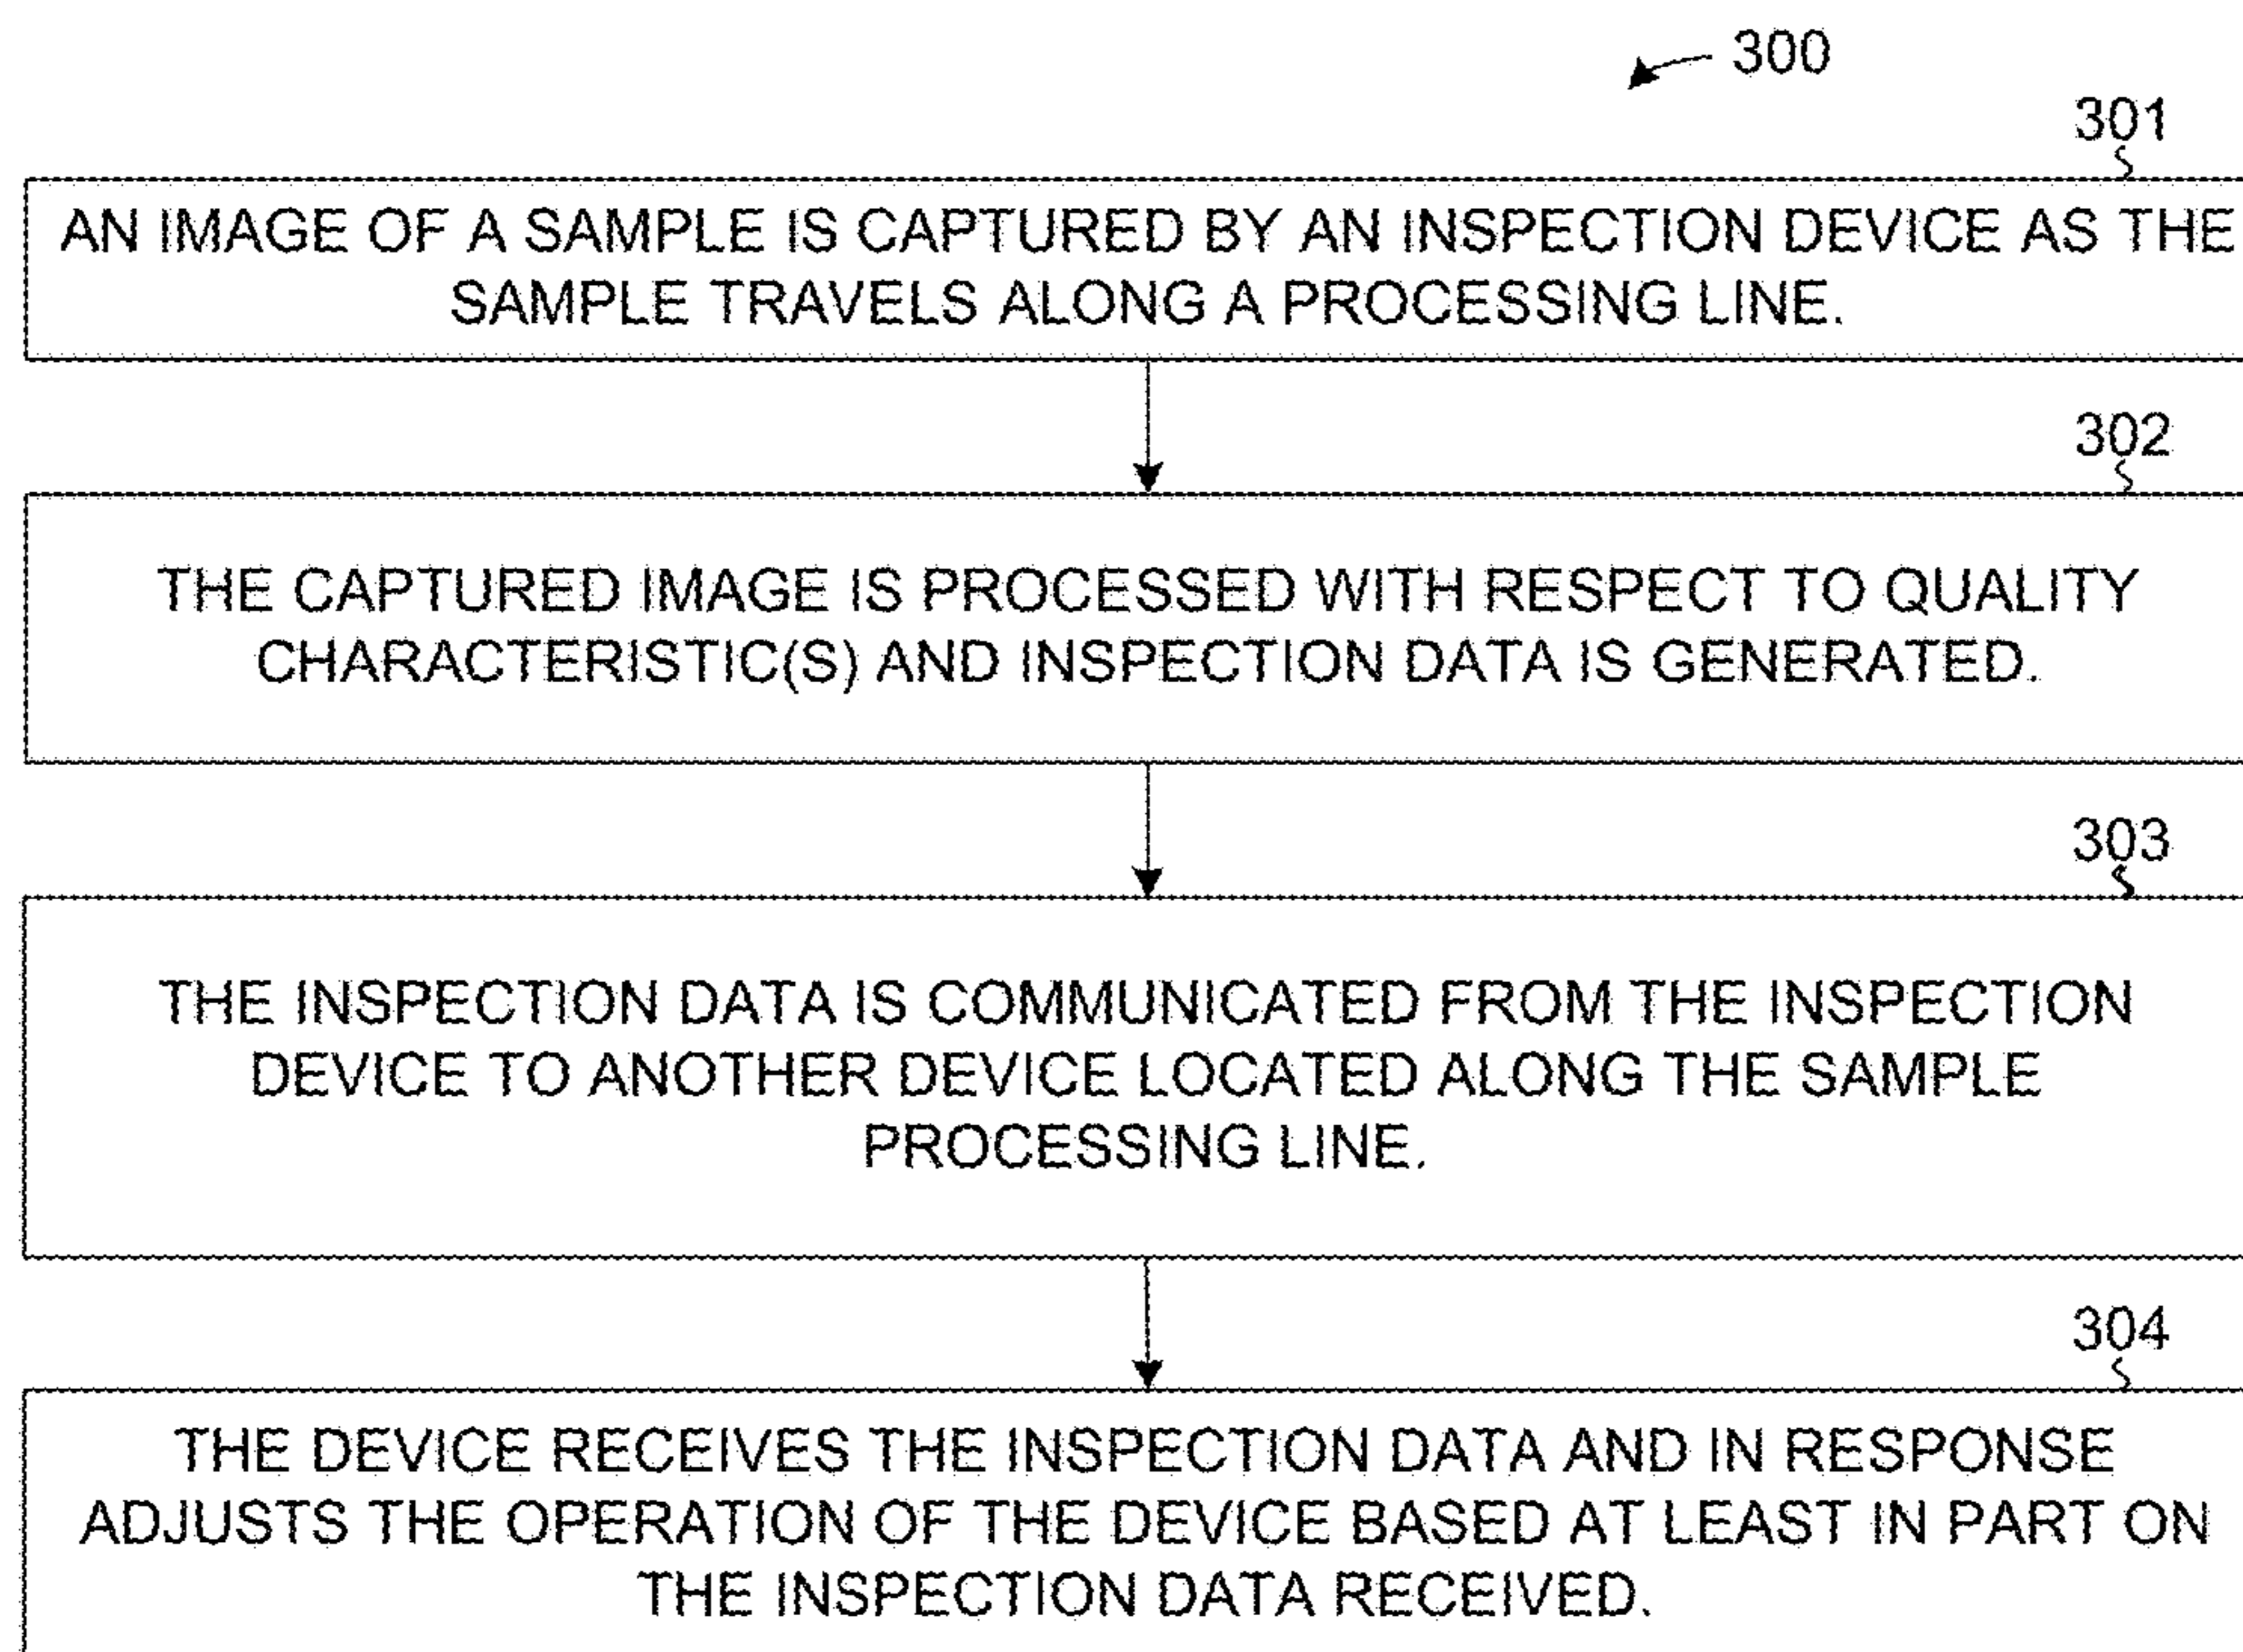 300
301
AN IMAGE OF A SAMPLE IS CAPTURED BY AN INSPECTION DEVICE AS THE
SAMPLE TRAVELS ALONG A PROCESSING LINE.
302
THE CAPTURED IMAGE IS PROCESSED WITH RESPECT TO QUALITY
CHARACTERISTIC(S) AND INSPECTION DATA IS GENERATED.
303
THE INSPECTION DATA IS COMMUNICATED FROM THE INSPECTION
DEVICE TO ANOTHER DEVICE LOCATED ALONG THE SAMPLE
PROCESSING LINE.
304
THE DEVICE RECEIVES THE INSPECTION DATA AND IN RESPONSE
ADJUSTS THE OPERATION OF THE DEVICE BASED AT LEAST IN PART ON
THE INSPECTION DATA RECEIVED.